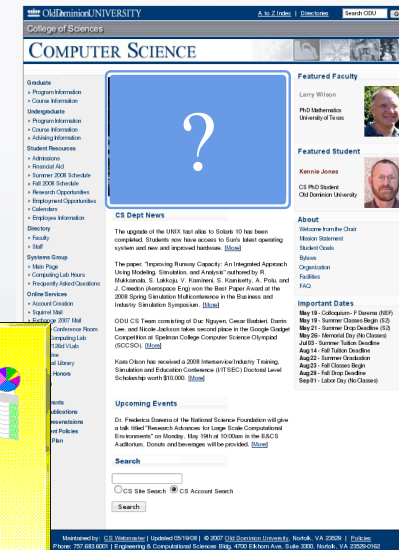 OldDominionUNIVERSITY
A to Z Index | Directories
Search ODU
College of Sciences
COMPUTER SCIENCE
Graduate
Program Information
Course Information
Undergraduate
Program Information
Course Information
Advising Information
Student Resources
Admissions
Financial Aid
Summer 2008 Schedule
Fall 2008 Schedule
Research Opportunities
Employment Opportunities
Calendars
Employee Information
Directory
Faculty
Staff
Systems Group
Main Page
Computing Lab Hours
Frequently Asked Questions
Online Services
Account Creation
Squirrel Mail
Exchange 2007 Mail
Conference Room
Computing Lab
VLab
al Library
Honors
ublications
resenstaions
ent Policies
Plan
?
CS Dept News
The upgrade of the UNIX fast alias to Solaris 10 has been
completed. Students now have access to Sun's latest operating
system and new and improved hardware. [More]
The paper, "Improving Runway Capacity: An Integrated Approach
Using Modeling, Simulation, and Analysis" authored by R.
Mukkamala, S. Lakkoju, V. Kamineni, S. Kanisetty, A. Polu, and
J. Creedon (Aerospace Eng) won the Best Paper Award at the
2008 Spring Simulation Multiconference in the Business and
Industry Simulation Symposium. [More]
ODU CS Team consisting of Duc Nguyen, Cesar Basbieri, Darrin
Lee, and Nicole Jackson takes second place in the Google Gadget
Competition at Spelman College Computer Science Olympiad
(SCCSO). [More]
Kara Olson has received a 2008 Interservice/Industry Training,
Simulation and Education Conference (I/ITSEC) Doctoral Level
Scholarship worth $10,000. [More]
Upcoming Events
Dr. Frederica Darema of the National Science Foundation will give
a talk titled "Research Advances for Large Scale Computational
Environments" on Monday, May 19th at 10:00am in the E&CS
Auditorium. Donuts and beverages will be provided. [More]
Search
CS Site Search CS Account Search
Search
Featured Faculty
Larry Wilson
PhD Mathematics
University of Texas
Featured Student
Kennie Jones
CS PhD Student
Old Dominion University
About
Welcome from the Chair
Mission Statement
Student Goals
Bylaws
Organization
Facilities
FAQ
Important Dates
May 19 - Colloquium - F Darema (NSF)
May 19 - Summer Classes Begin (S2)
May 21 - Summer Drop Deadline (S2)
May 26 - Memorial Day (No Classes)
Jul 03 - Summer Tuition Deadline
Aug 14 - Fall Tuition Deadline
Aug 22 - Summer Graduation
Aug 23 - Fall Classes Begin
Aug 29 - Fall Drop Deadline
Sep 01 - Labor Day (No Classes)
Maintained by: CS Webmaster | Updated 05/19/08 | © 2007 Old Dominion University, Norfolk, VA 23529 | Policies
Phone: 757.683.6001 | Engineering & Computational Sciences Bldg, 4700 Elkhorn Ave, Suite 3300, Norfolk, VA 23529-0162